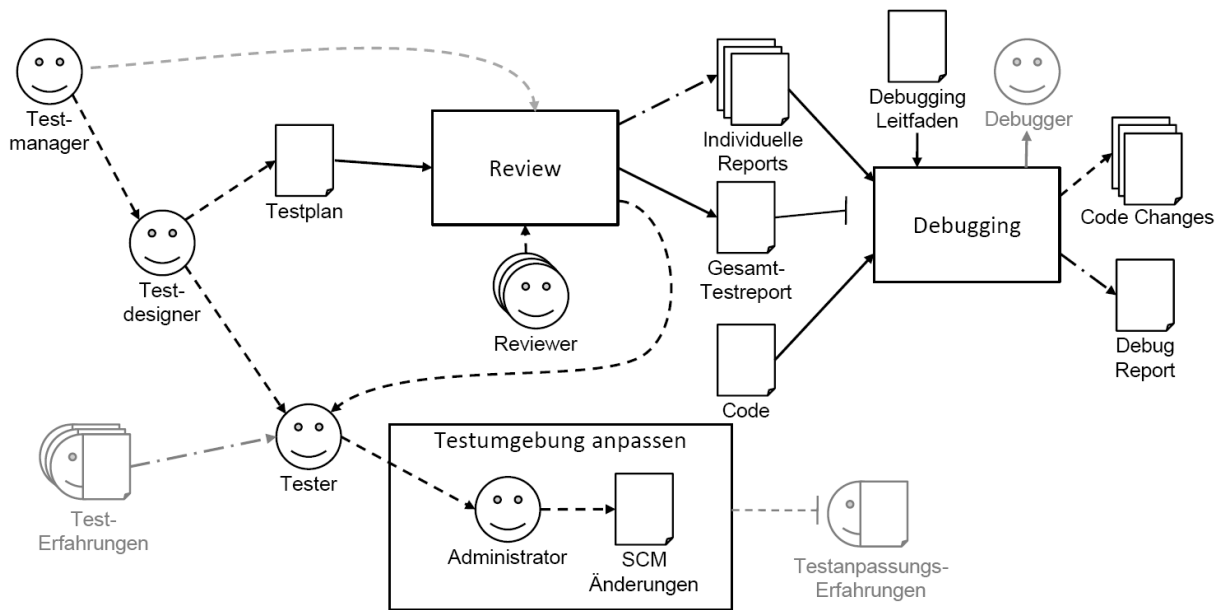 Test-
manager
Testplan
Review
Individuelle
Reports
Debugging
Leitfaden
Debugger
Code Changes
Debugging
Test-
designer
Gesamt-
Testreport
Reviewer
Debug
Report
Code
Tester
Testumgebung anpassen
Test-
Erfahrungen
Administrator
SCM
Änderungen
Testanpassungs-
Erfahrungen